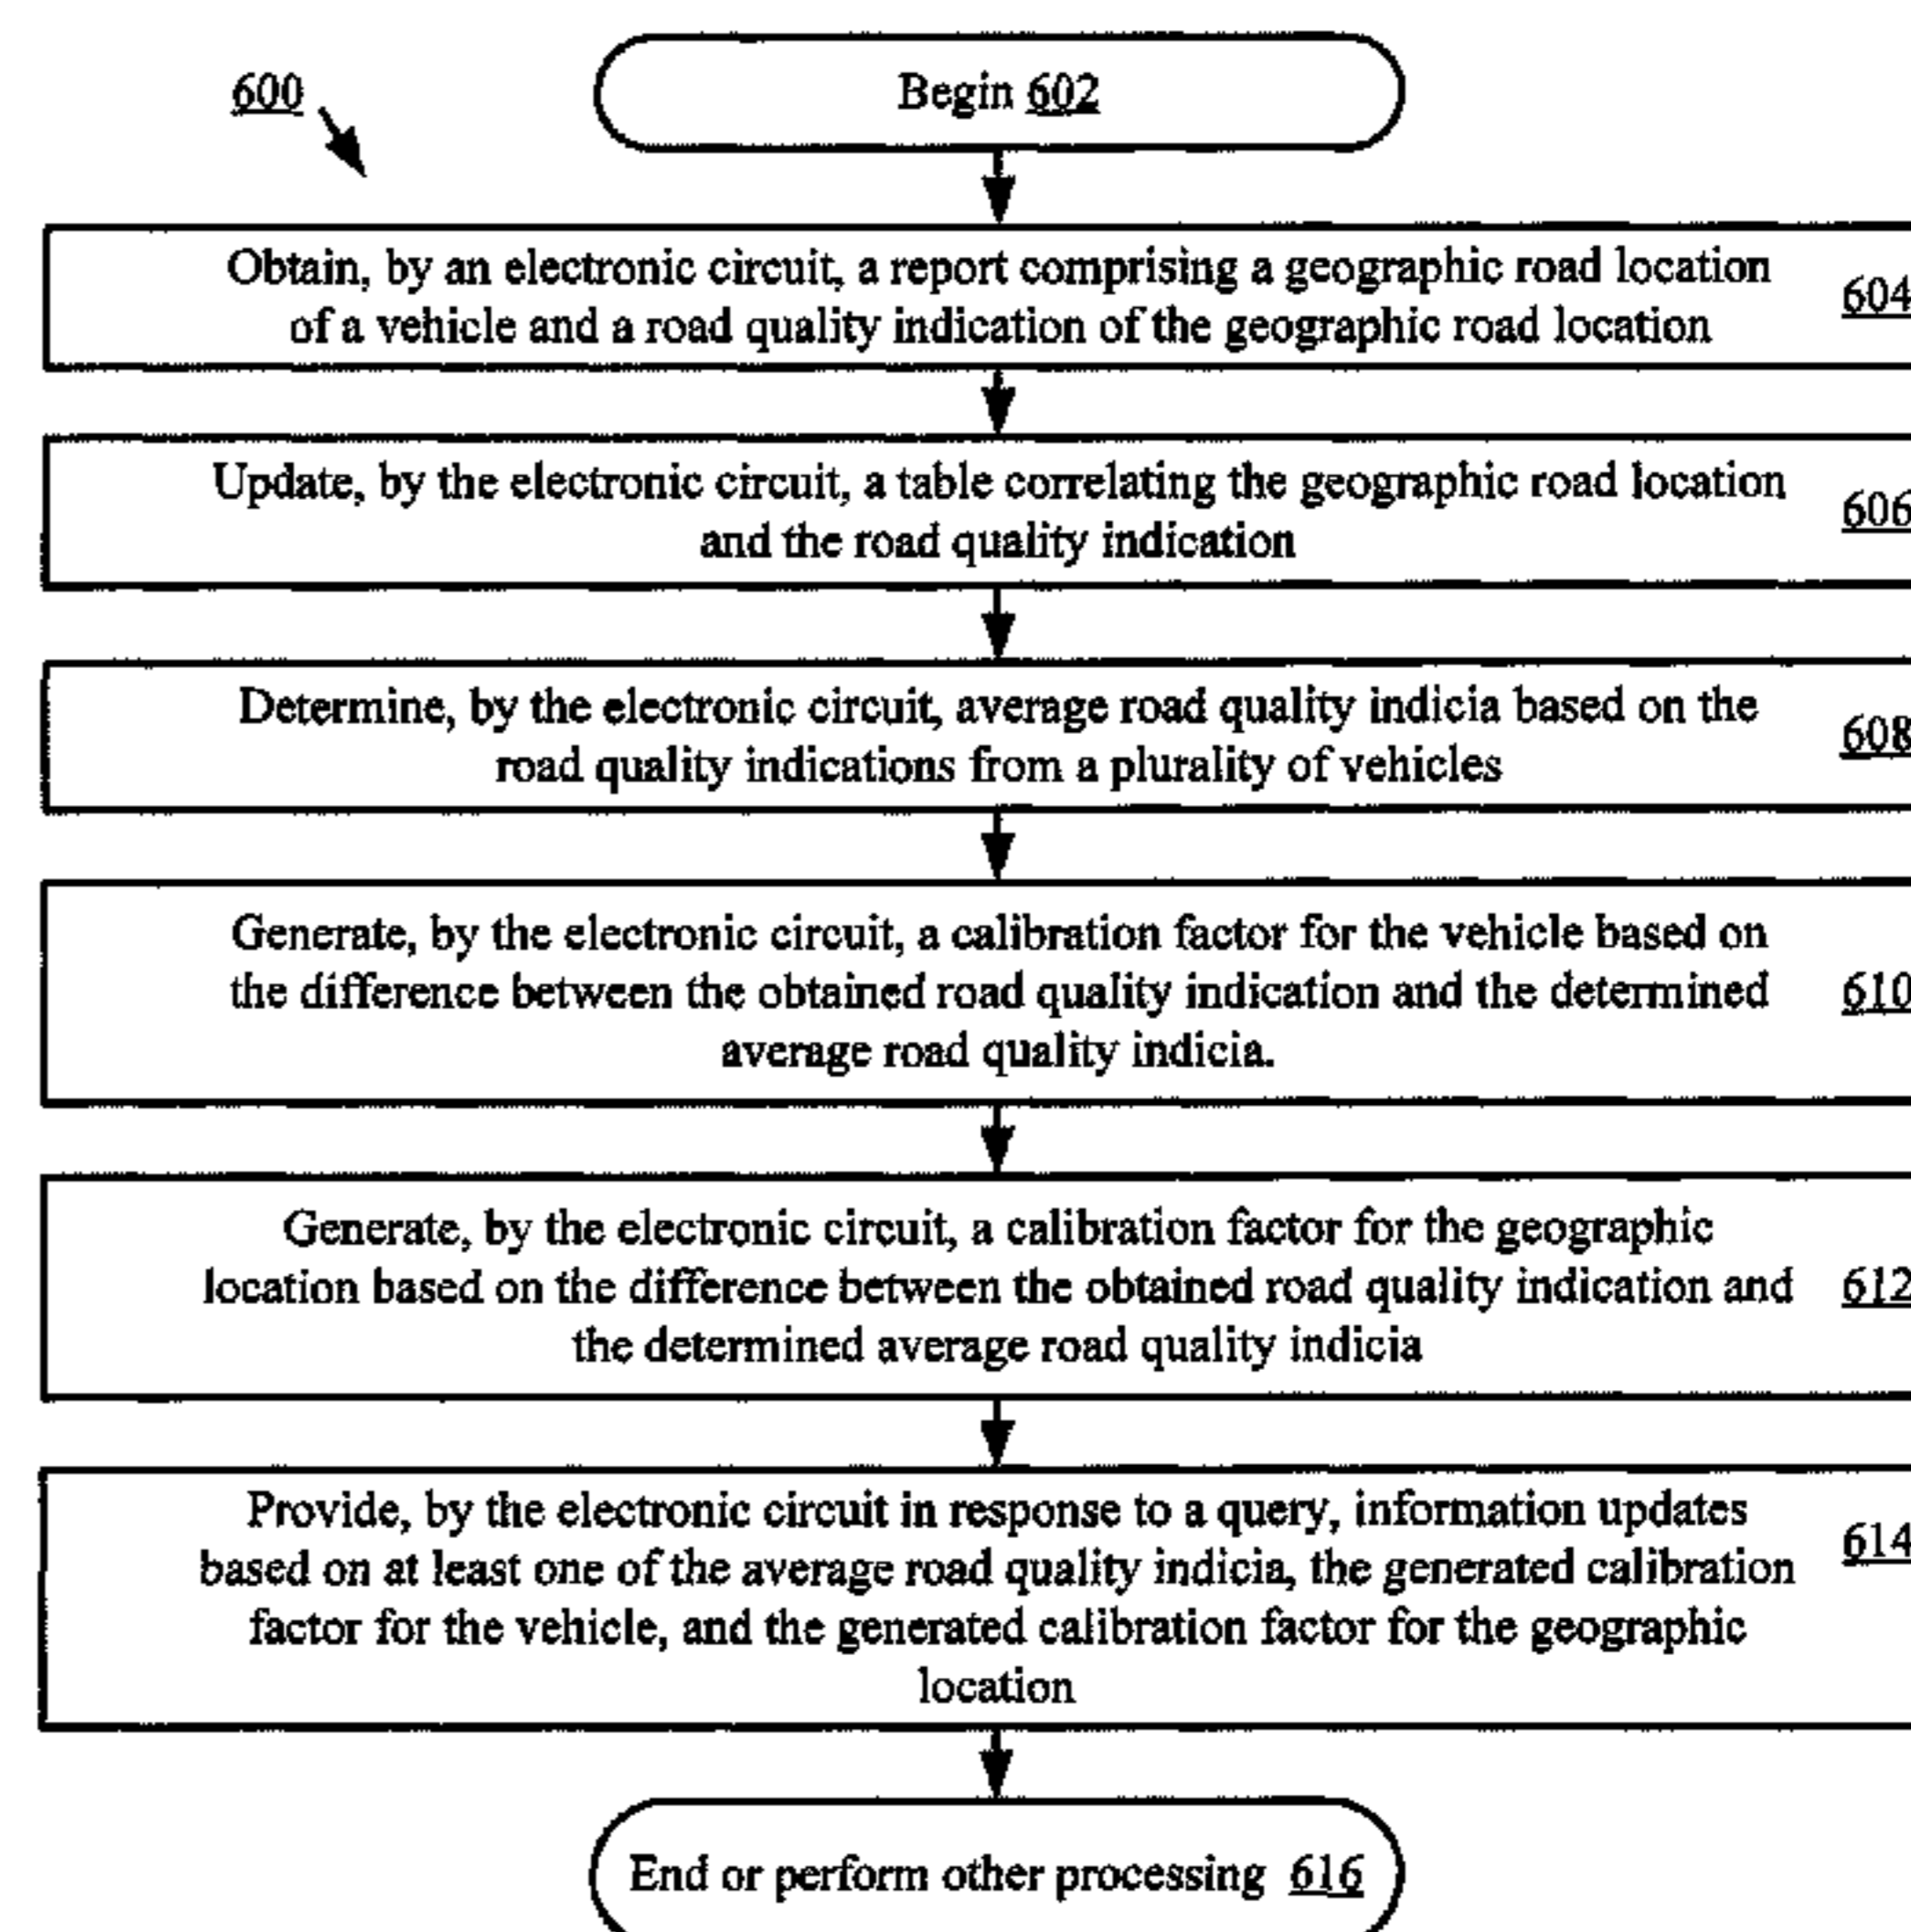 600
Begin 602
Obtain, by an electronic circuit, a report comprising a geographic road location
of a vehicle and a road quality indication of the geographic road location
604
Update, by the electronic circuit, a table correlating the geographic road location
and the road quality indication
606
Determine, by the electronic circuit, average road quality indicia based on the
road quality indications from a plurality of vehicles
608
Generate, by the electronic circuit, a calibration factor for the vehicle based on
the difference between the obtained road quality indication and the determined
average road quality indicia.
610
Generate, by the electronic circuit, a calibration factor for the geographic
location based on the difference between the obtained road quality indication and
the determined average road quality indicia
612
Provide, by the electronic circuit in response to a query, information updates
based on at least one of the average road quality indicia, the generated calibration
factor for the vehicle, and the generated calibration factor for the geographic
location
614
End or perform other processing 616